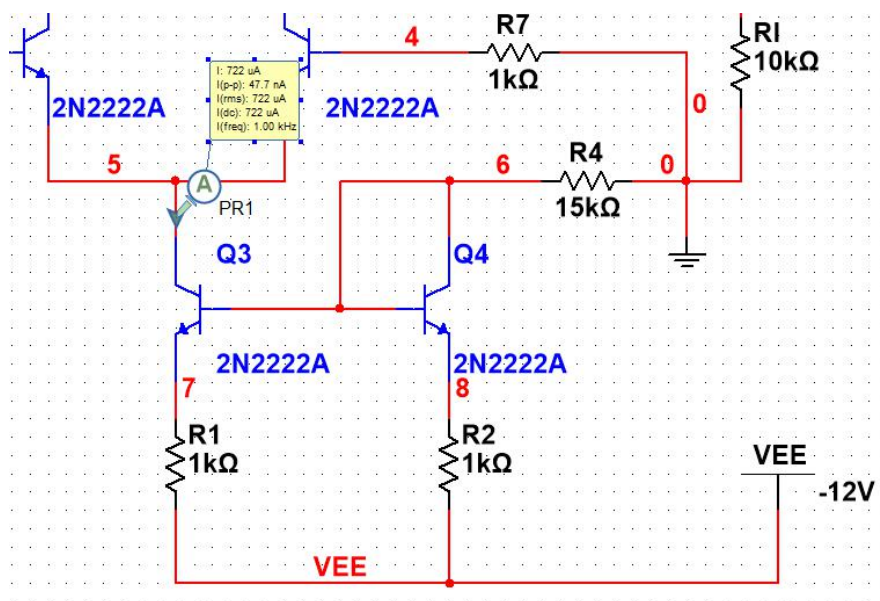 4
R7
1kΩ
RI
10kΩ
I: 722 uA
I(p-p): 47.7 nA
I(rms): 722 uA
I(dc): 722 uA
I(freq): 1.00 kHz
2N2222A
2N2222A
0
5
A
PR1
6
R4
15kΩ
0
Q3
Q4
2N2222A
2N2222A
7
8
R1
1kΩ
R2
1kΩ
VEE
-12V
VEE